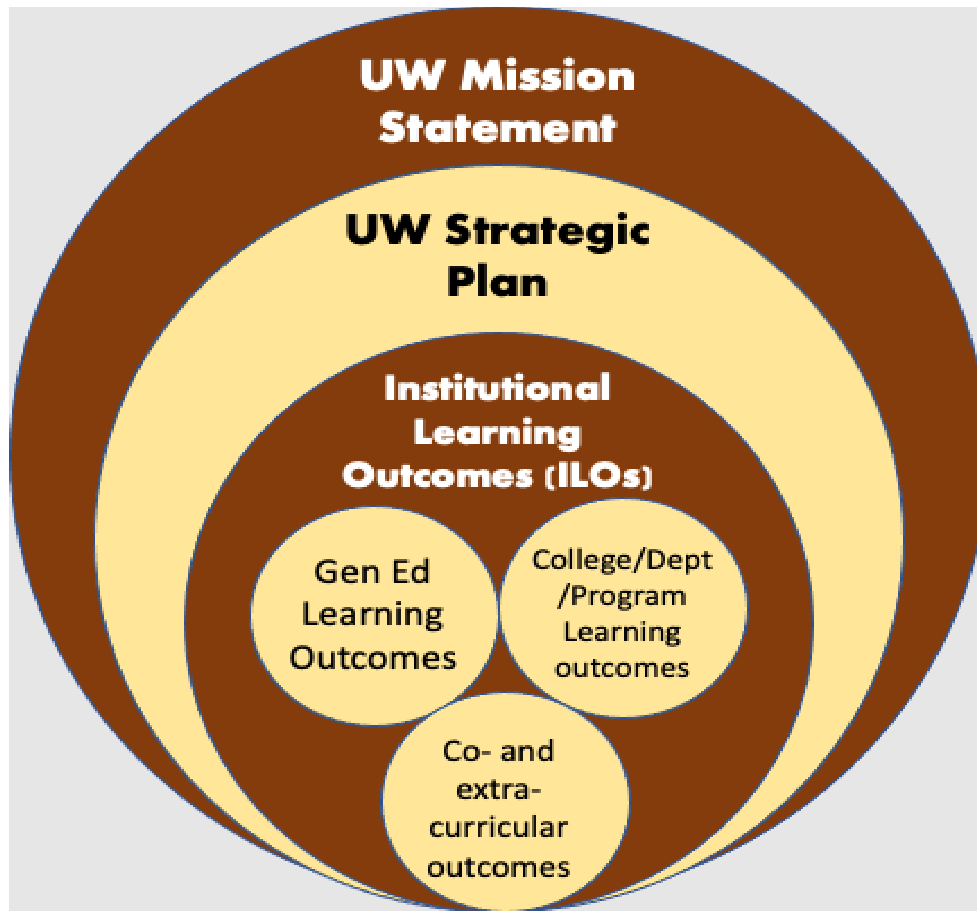 UW Mission
Statement
UW Strategic
Plan
Institutional
Learning
Outcomes (ILOs)
Gen Ed
Learning
Outcomes
College/Dept
/Program
Learning
outcomes
Co- and
extra-
curricular
outcomes